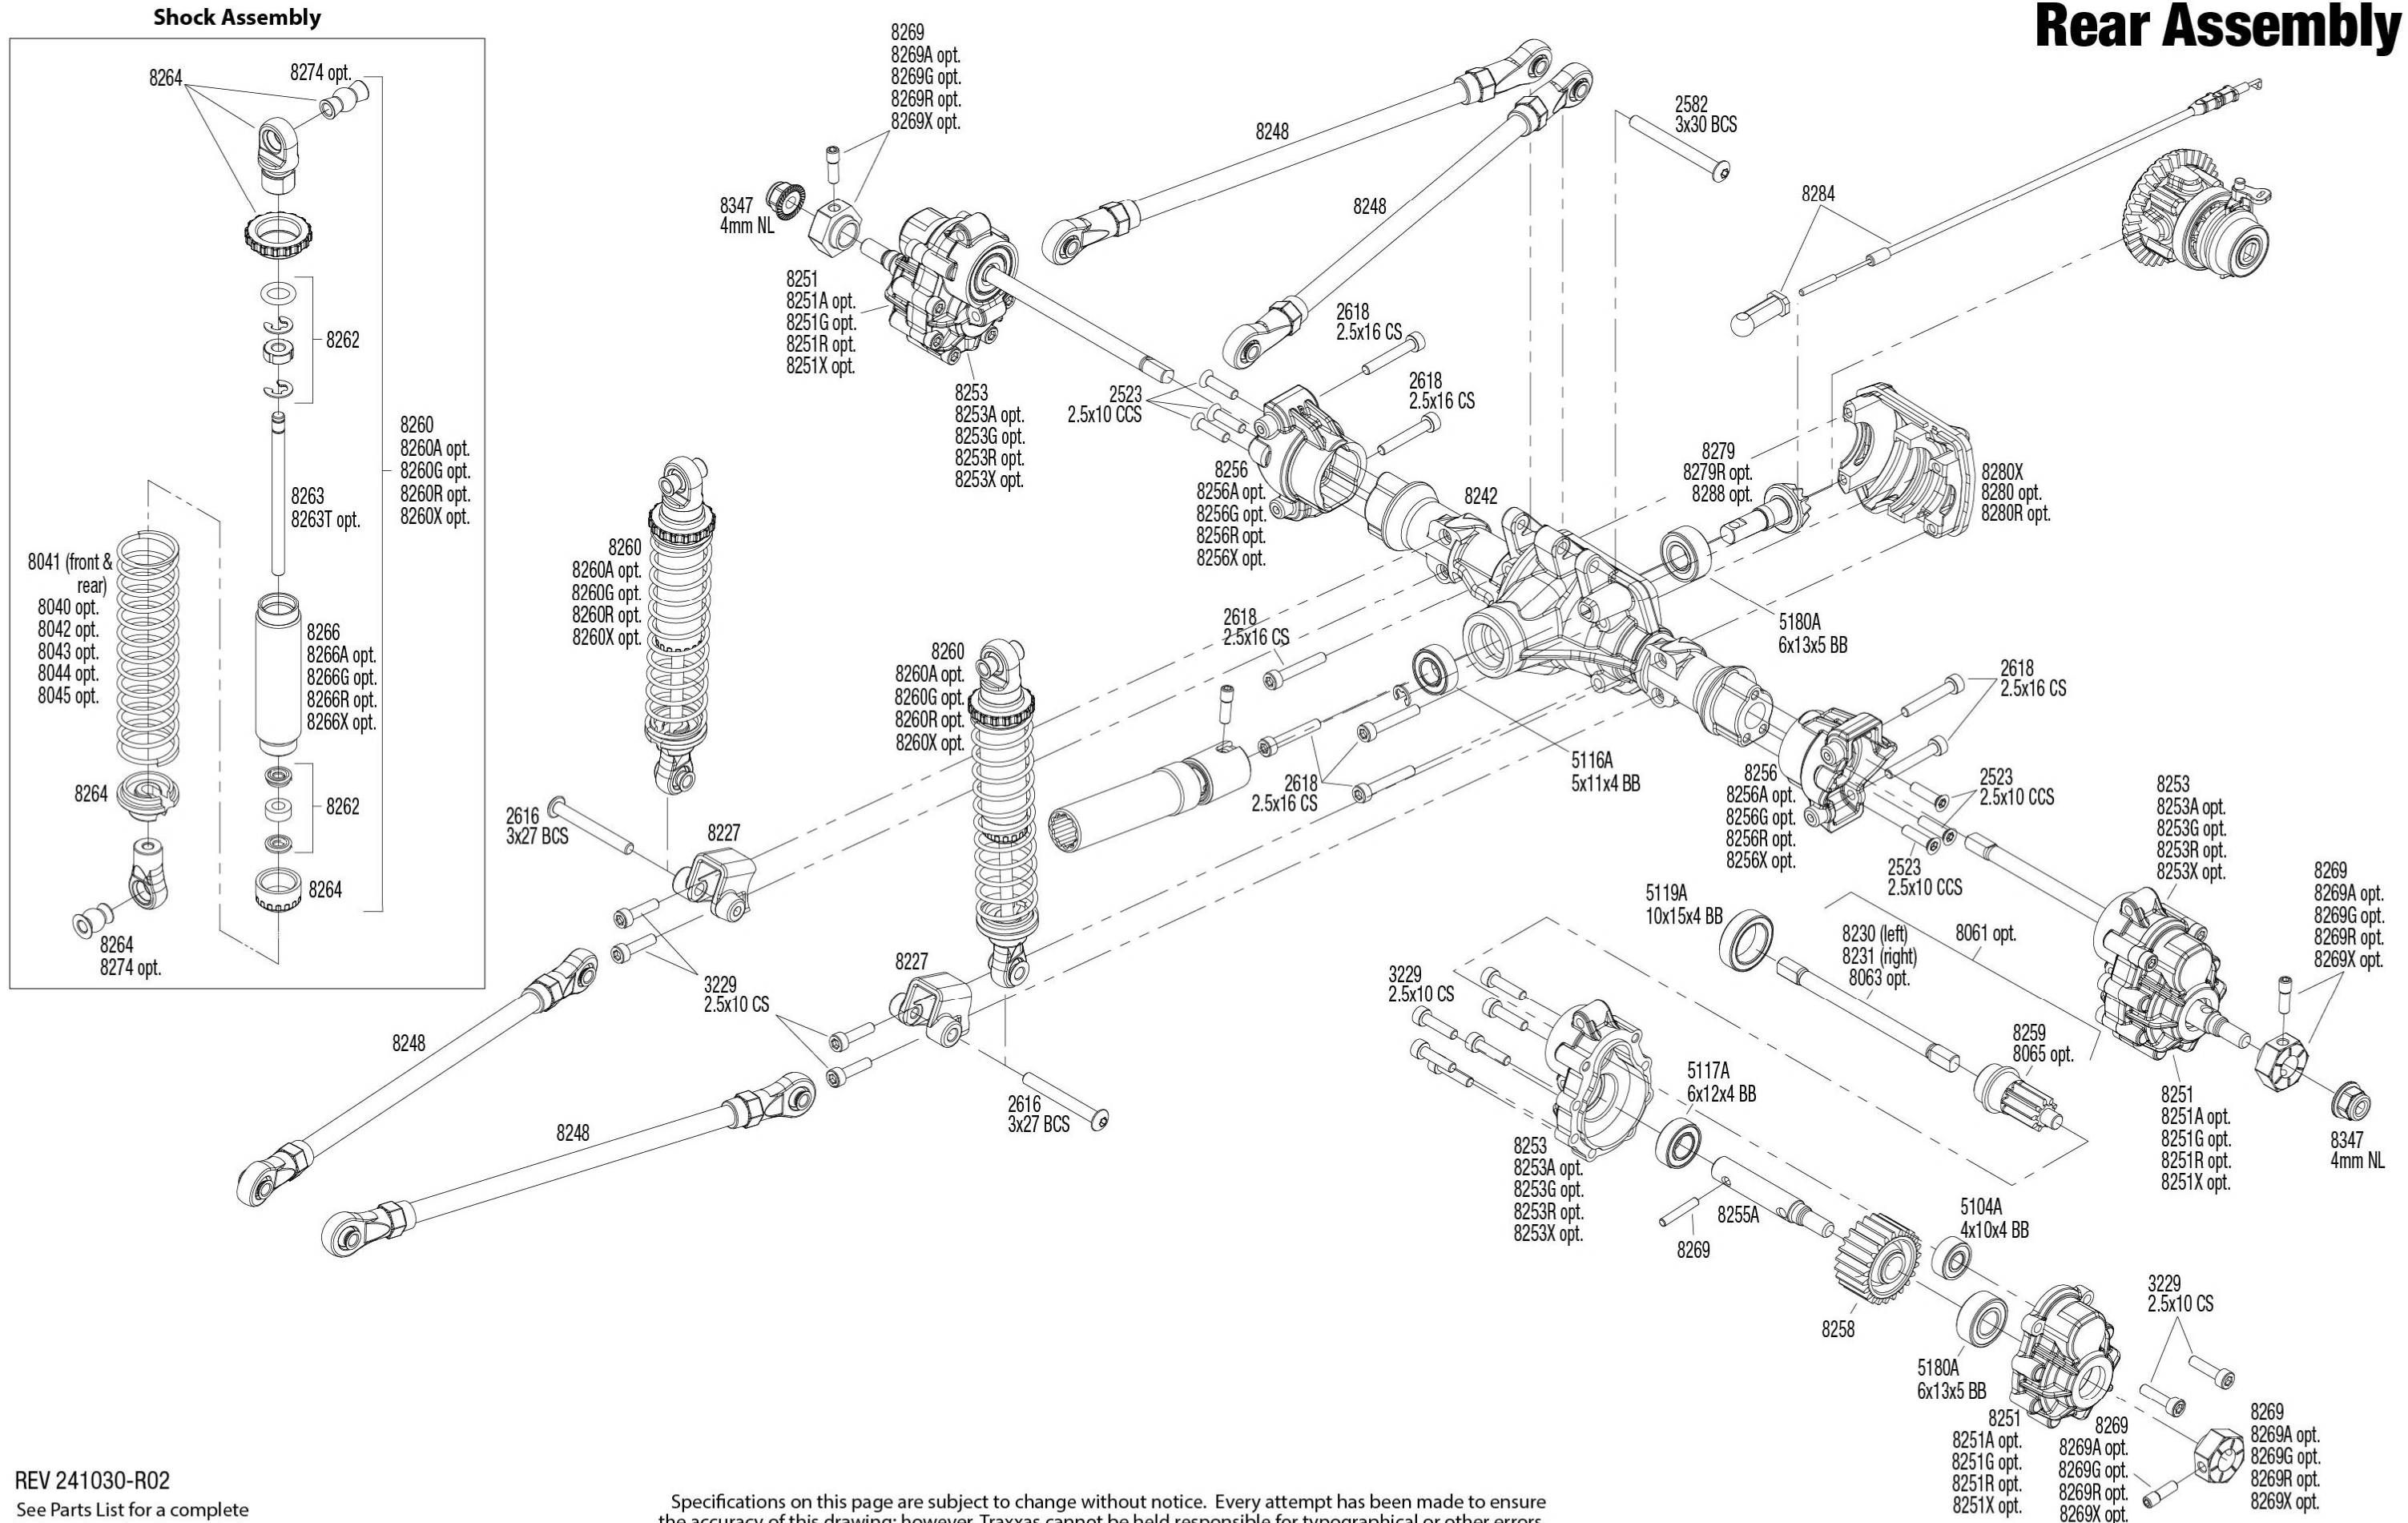 Shock Assembly
Rear Assembly
8264
8274 opt.
8262
8260
8260A opt.
8260G opt.
8260R opt.
8260X opt.
8263
8263T opt.
8041 (front &
rear)
8040 opt.
8042 opt.
8043 opt.
8044 opt.
8045 opt.
8266
8266A opt.
8266G opt.
8266R opt.
8266X opt.
8264
8262
8264
8264
8274 opt.
8269
8269A opt.
8269G opt.
8269R opt.
8269X opt.
8347
4mm NL
8251
8251A opt.
8251G opt.
8251R opt.
8251X opt.
8253
8253A opt.
8253G opt.
8253R opt.
8253X opt.
8248
8248
2582
3x30 BCS
8284
2618
2.5x16 CS
2618
2.5x16 CS
2523
2.5x10 CCS
8256
8256A opt.
8256G opt.
8256R opt.
8256X opt.
8242
8279
8279R opt.
8288 opt.
8280X
8280 opt.
8280R opt.
5180A
6x13x5 BB
8260
8260A opt.
8260G opt.
8260R opt.
8260X opt.
8260
8260A opt.
8260G opt.
8260R opt.
8260X opt.
2618
2.5x16 CS
2618
2.5x16 CS
5116A
5x11x4 BB
2618
2.5x16 CS
8256
8256A opt.
8256G opt.
8256R opt.
8256X opt.
2523
2.5x10 CCS
2523
2.5x10 CCS
8253
8253A opt.
8253G opt.
8253R opt.
8253X opt.
8269
8269A opt.
8269G opt.
8269R opt.
8269X opt.
2616
3x27 BCS
8227
8227
3229
2.5x10 CS
2616
3x27 BCS
8248
8248
5119A
10x15x4 BB
8230 (left)
8231 (right)
8063 opt.
8061 opt.
8259
8065 opt.
3229
2.5x10 CS
5117A
6x12x4 BB
8253
8253A opt.
8253G opt.
8253R opt.
8253X opt.
8255A
8269
8251
8251A opt.
8251G opt.
8251R opt.
8251X opt.
8347
4mm NL
5104A
4x10x4 BB
8258
5180A
6x13x5 BB
3229
2.5x10 CS
8251
8251A opt.
8251G opt.
8251R opt.
8251X opt.
8269
8269A opt.
8269G opt.
8269R opt.
8269X opt.
8269
8269A opt.
8269G opt.
8269R opt.
8269X opt.
REV 241030-R02
See Parts List for a complete
Specifications on this page are subject to change without notice. Every attempt has been made to ensure
the accuracy of this drawing; however, Traxxas cannot be held responsible for typographical or other errors.